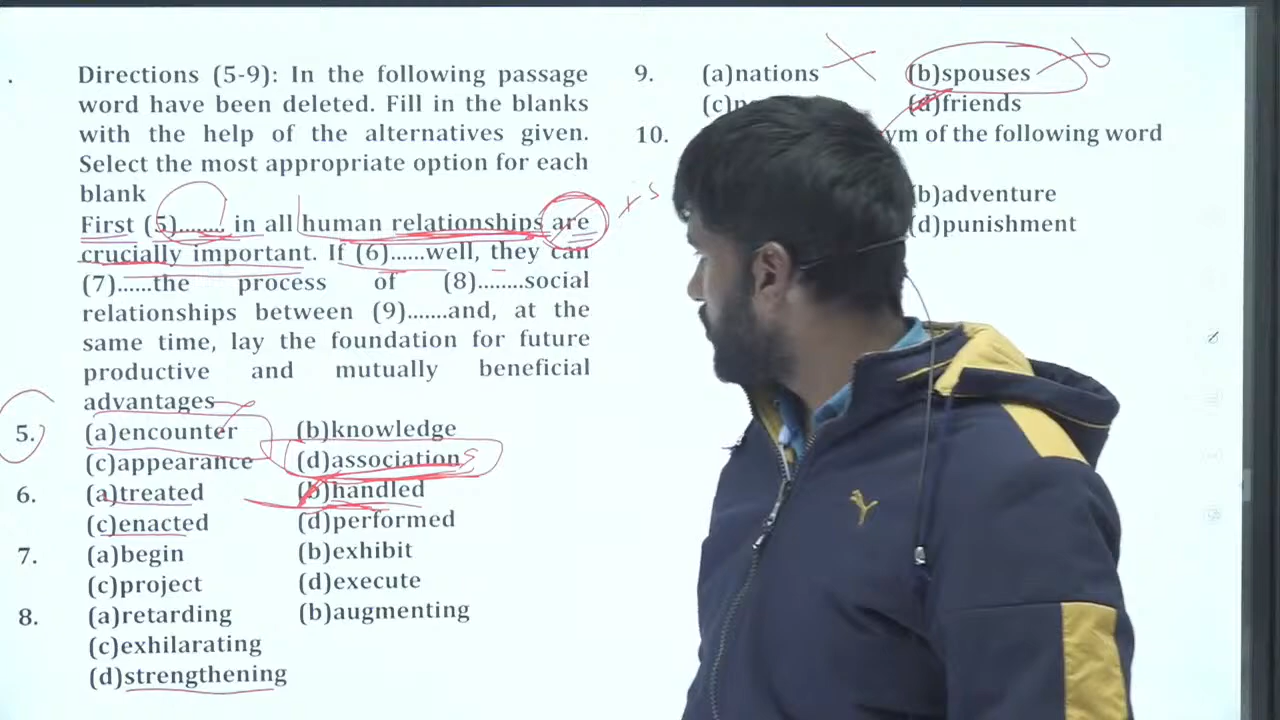 Directions (5-9): In the following passage
word have been deleted. Fill in the blanks
with the help of the alternatives given.
Select the most appropriate option for each
blank
First (5)........ in all human relationships are
crucially important. If (6)......well, they can
(7)......the process of (8)........social
relationships between (9).......and, at the
same time, lay the foundation for future
productive and mutually beneficial
advantages
5. (a)encounter (b)knowledge
(c)appearance (d)associations
6. (a)treated (b)handled
(c)enacted (d)performed
7. (a)begin (b)exhibit
(c)project (d)execute
8. (a)retarding (b)augmenting
(c)exhilarating
(d)strengthening
9. (a)nations (b)spouses
(d)friends
10. of the following word
(b)adventure
(d)punishment
+s